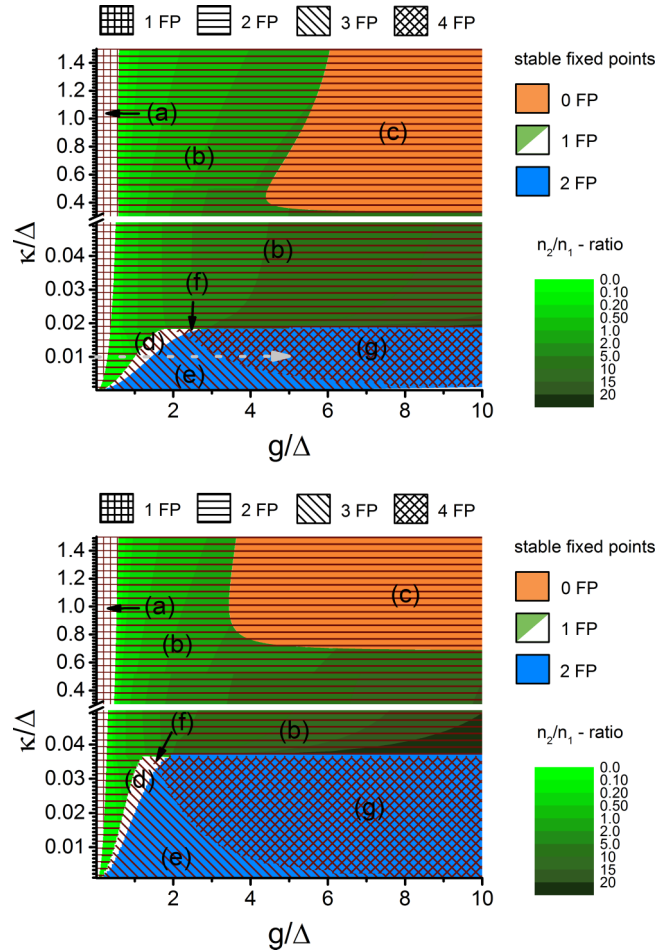 1 FP 2 FP 3 FP 4 FP
stable fixed points
0 FP
1 FP
2 FP
n2/n1 - ratio
0.0
0.10
0.20
0.50
1.0
2.0
5.0
10
15
20
κ/Δ
1.4
1.2
1.0
0.8
0.6
0.4
0.04
0.03
0.02
0.01
(a)
(b)
(c)
(b)
(f)
(d)
(g)
(e)
2 4 6 8 10
g/Δ
1 FP 2 FP 3 FP 4 FP
stable fixed points
0 FP
1 FP
2 FP
n2/n1 - ratio
0.0
0.10
0.20
0.50
1.0
2.0
5.0
10
15
20
κ/Δ
1.4
1.2
1.0
0.8
0.6
0.4
0.04
0.03
0.02
0.01
(a)
(c)
(b)
(f)
(b)
(d)
(g)
(e)
2 4 6 8 10
g/Δ